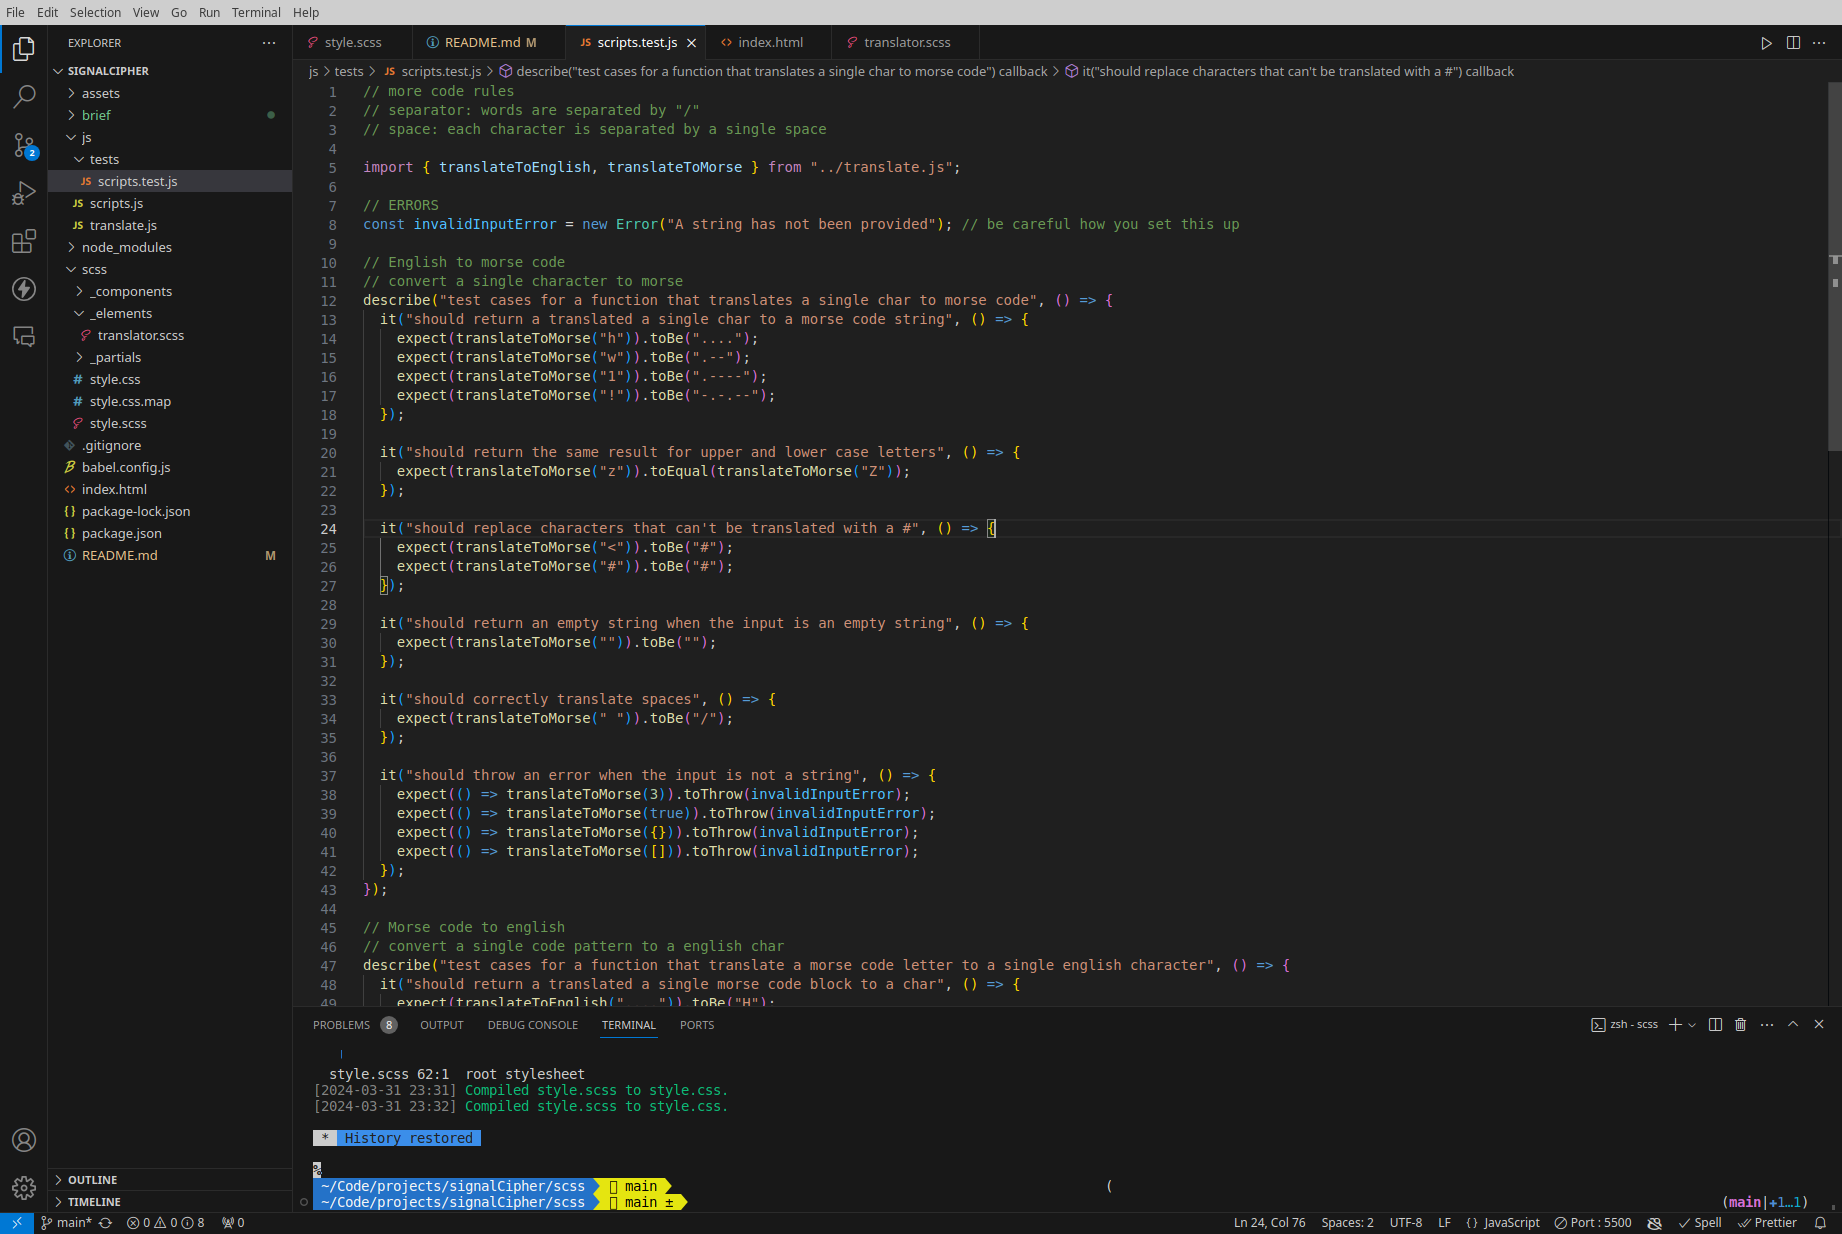 File Edit Selection View Go Run Terminal Help
EXPLORER
SIGNALCIPHER
assets
brief
js
tests
JS scripts.test.js
JS scripts.js
JS translate.js
node_modules
scss
_components
_elements
translator.scss
_partials
# style.css
# style.css.map
style.scss
.gitignore
babel.config.js
<> index.html
{} package-lock.json
{} package.json
README.md M
OUTLINE
TIMELINE
style.scss
README.md M
JS scripts.test.js
<> index.html
translator.scss
js > tests > JS scripts.test.js > describe("test cases for a function that translates a single char to morse code") callback > it("should replace characters that can't be translated with a #") callback
1 // more code rules
2 // separator: words are separated by "/"
3 // space: each character is separated by a single space
4
5 import { translateToEnglish, translateToMorse } from "../translate.js";
6
7 // ERRORS
8 const invalidInputError = new Error("A string has not been provided"); // be careful how you set this up
9
10 // English to morse code
11 // convert a single character to morse
12 describe("test cases for a function that translates a single char to morse code", () => {
13 it("should return a translated a single char to a morse code string", () => {
14 expect(translateToMorse("h")).toBe("....");
15 expect(translateToMorse("w")).toBe(".--");
16 expect(translateToMorse("1")).toBe(".----");
17 expect(translateToMorse("!")).toBe("-.-.--");
18 });
19
20 it("should return the same result for upper and lower case letters", () => {
21 expect(translateToMorse("z")).toEqual(translateToMorse("Z"));
22 });
23
24 it("should replace characters that can't be translated with a #", () => {
25 expect(translateToMorse("<")).toBe("#");
26 expect(translateToMorse("#")).toBe("#");
27 });
28
29 it("should return an empty string when the input is an empty string", () => {
30 expect(translateToMorse("")).toBe("");
31 });
32
33 it("should correctly translate spaces", () => {
34 expect(translateToMorse(" ")).toBe("/");
35 });
36
37 it("should throw an error when the input is not a string", () => {
38 expect(() => translateToMorse(3)).toThrow(invalidInputError);
39 expect(() => translateToMorse(true)).toThrow(invalidInputError);
40 expect(() => translateToMorse({})).toThrow(invalidInputError);
41 expect(() => translateToMorse([])).toThrow(invalidInputError);
42 });
43 });
44
45 // Morse code to english
46 // convert a single code pattern to a english char
47 describe("test cases for a function that translate a morse code letter to a single english character", () => {
48 it("should return a translated a single morse code block to a char", () => {
49 expect(translateToEnglish("....")).toBe("H");
PROBLEMS 8 OUTPUT DEBUG CONSOLE TERMINAL PORTS
zsh - scss
style.scss 62:1 root stylesheet
[2024-03-31 23:31] Compiled style.scss to style.css.
[2024-03-31 23:32] Compiled style.scss to style.css.
* History restored
%
~/Code/projects/signalCipher/scss main (
~/Code/projects/signalCipher/scss main ± (main|+1…1)
main* 0 0 8 0
Ln 24, Col 76 Spaces: 2 UTF-8 LF {} JavaScript Port : 5500 Spell Prettier
2